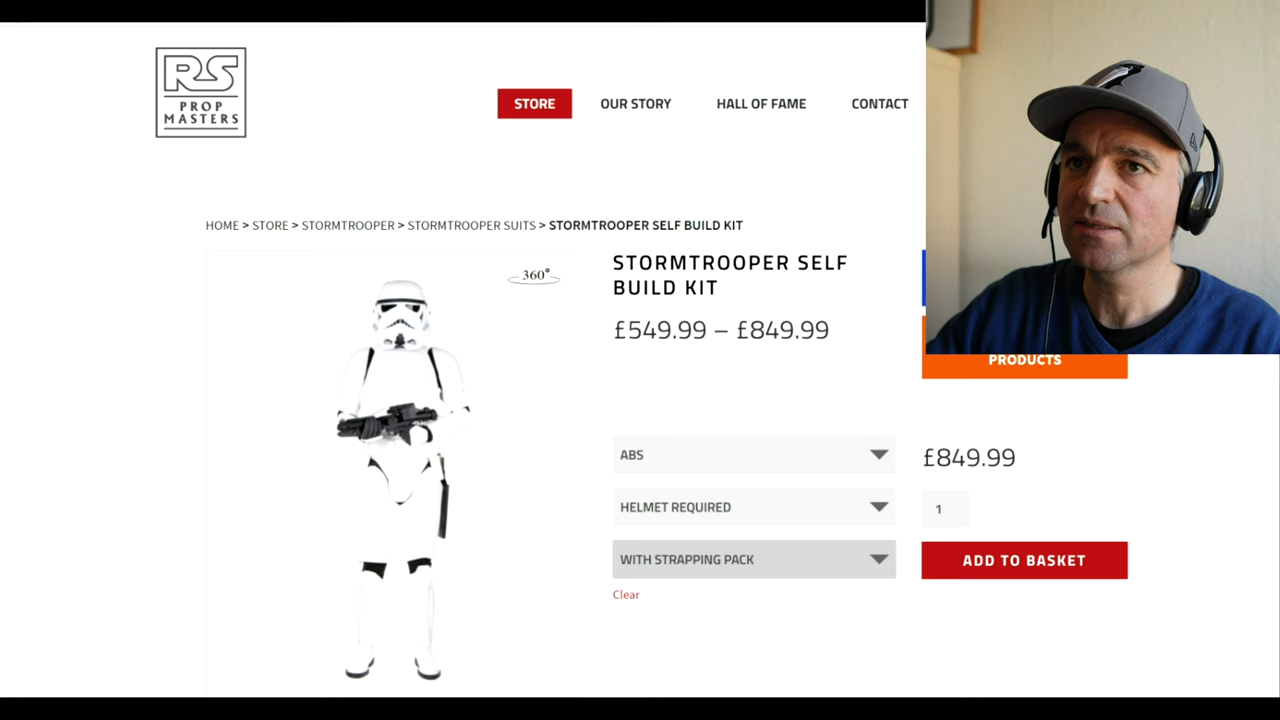 RS
PROP
MASTERS
STORE
OUR STORY
HALL OF FAME
CONTACT
HOME > STORE > STORMTROOPER > STORMTROOPER SUITS > STORMTROOPER SELF BUILD KIT
360°
STORMTROOPER SELF
BUILD KIT
£549.99 – £849.99
PRODUCTS
ABS
£849.99
HELMET REQUIRED
1
WITH STRAPPING PACK
ADD TO BASKET
Clear